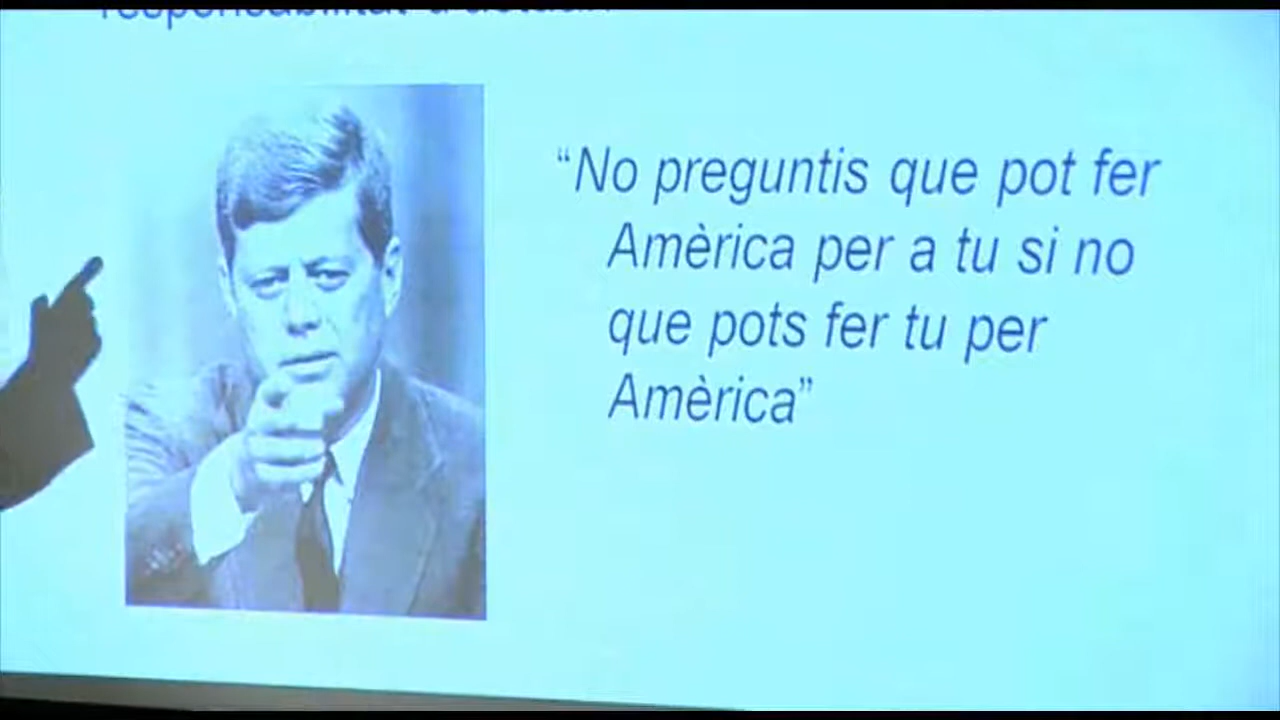 “No preguntis que pot fer
Amèrica per a tu si no
que pots fer tu per
Amèrica”